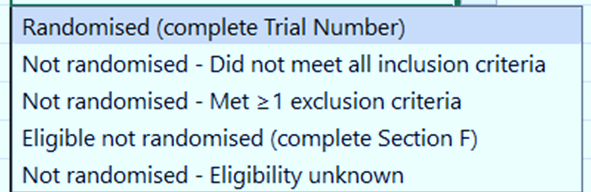 Randomised (complete Trial Number)
Not randomised - Did not meet all inclusion criteria
Not randomised - Met ≥1 exclusion criteria
Eligible not randomised (complete Section F)
Not randomised - Eligibility unknown